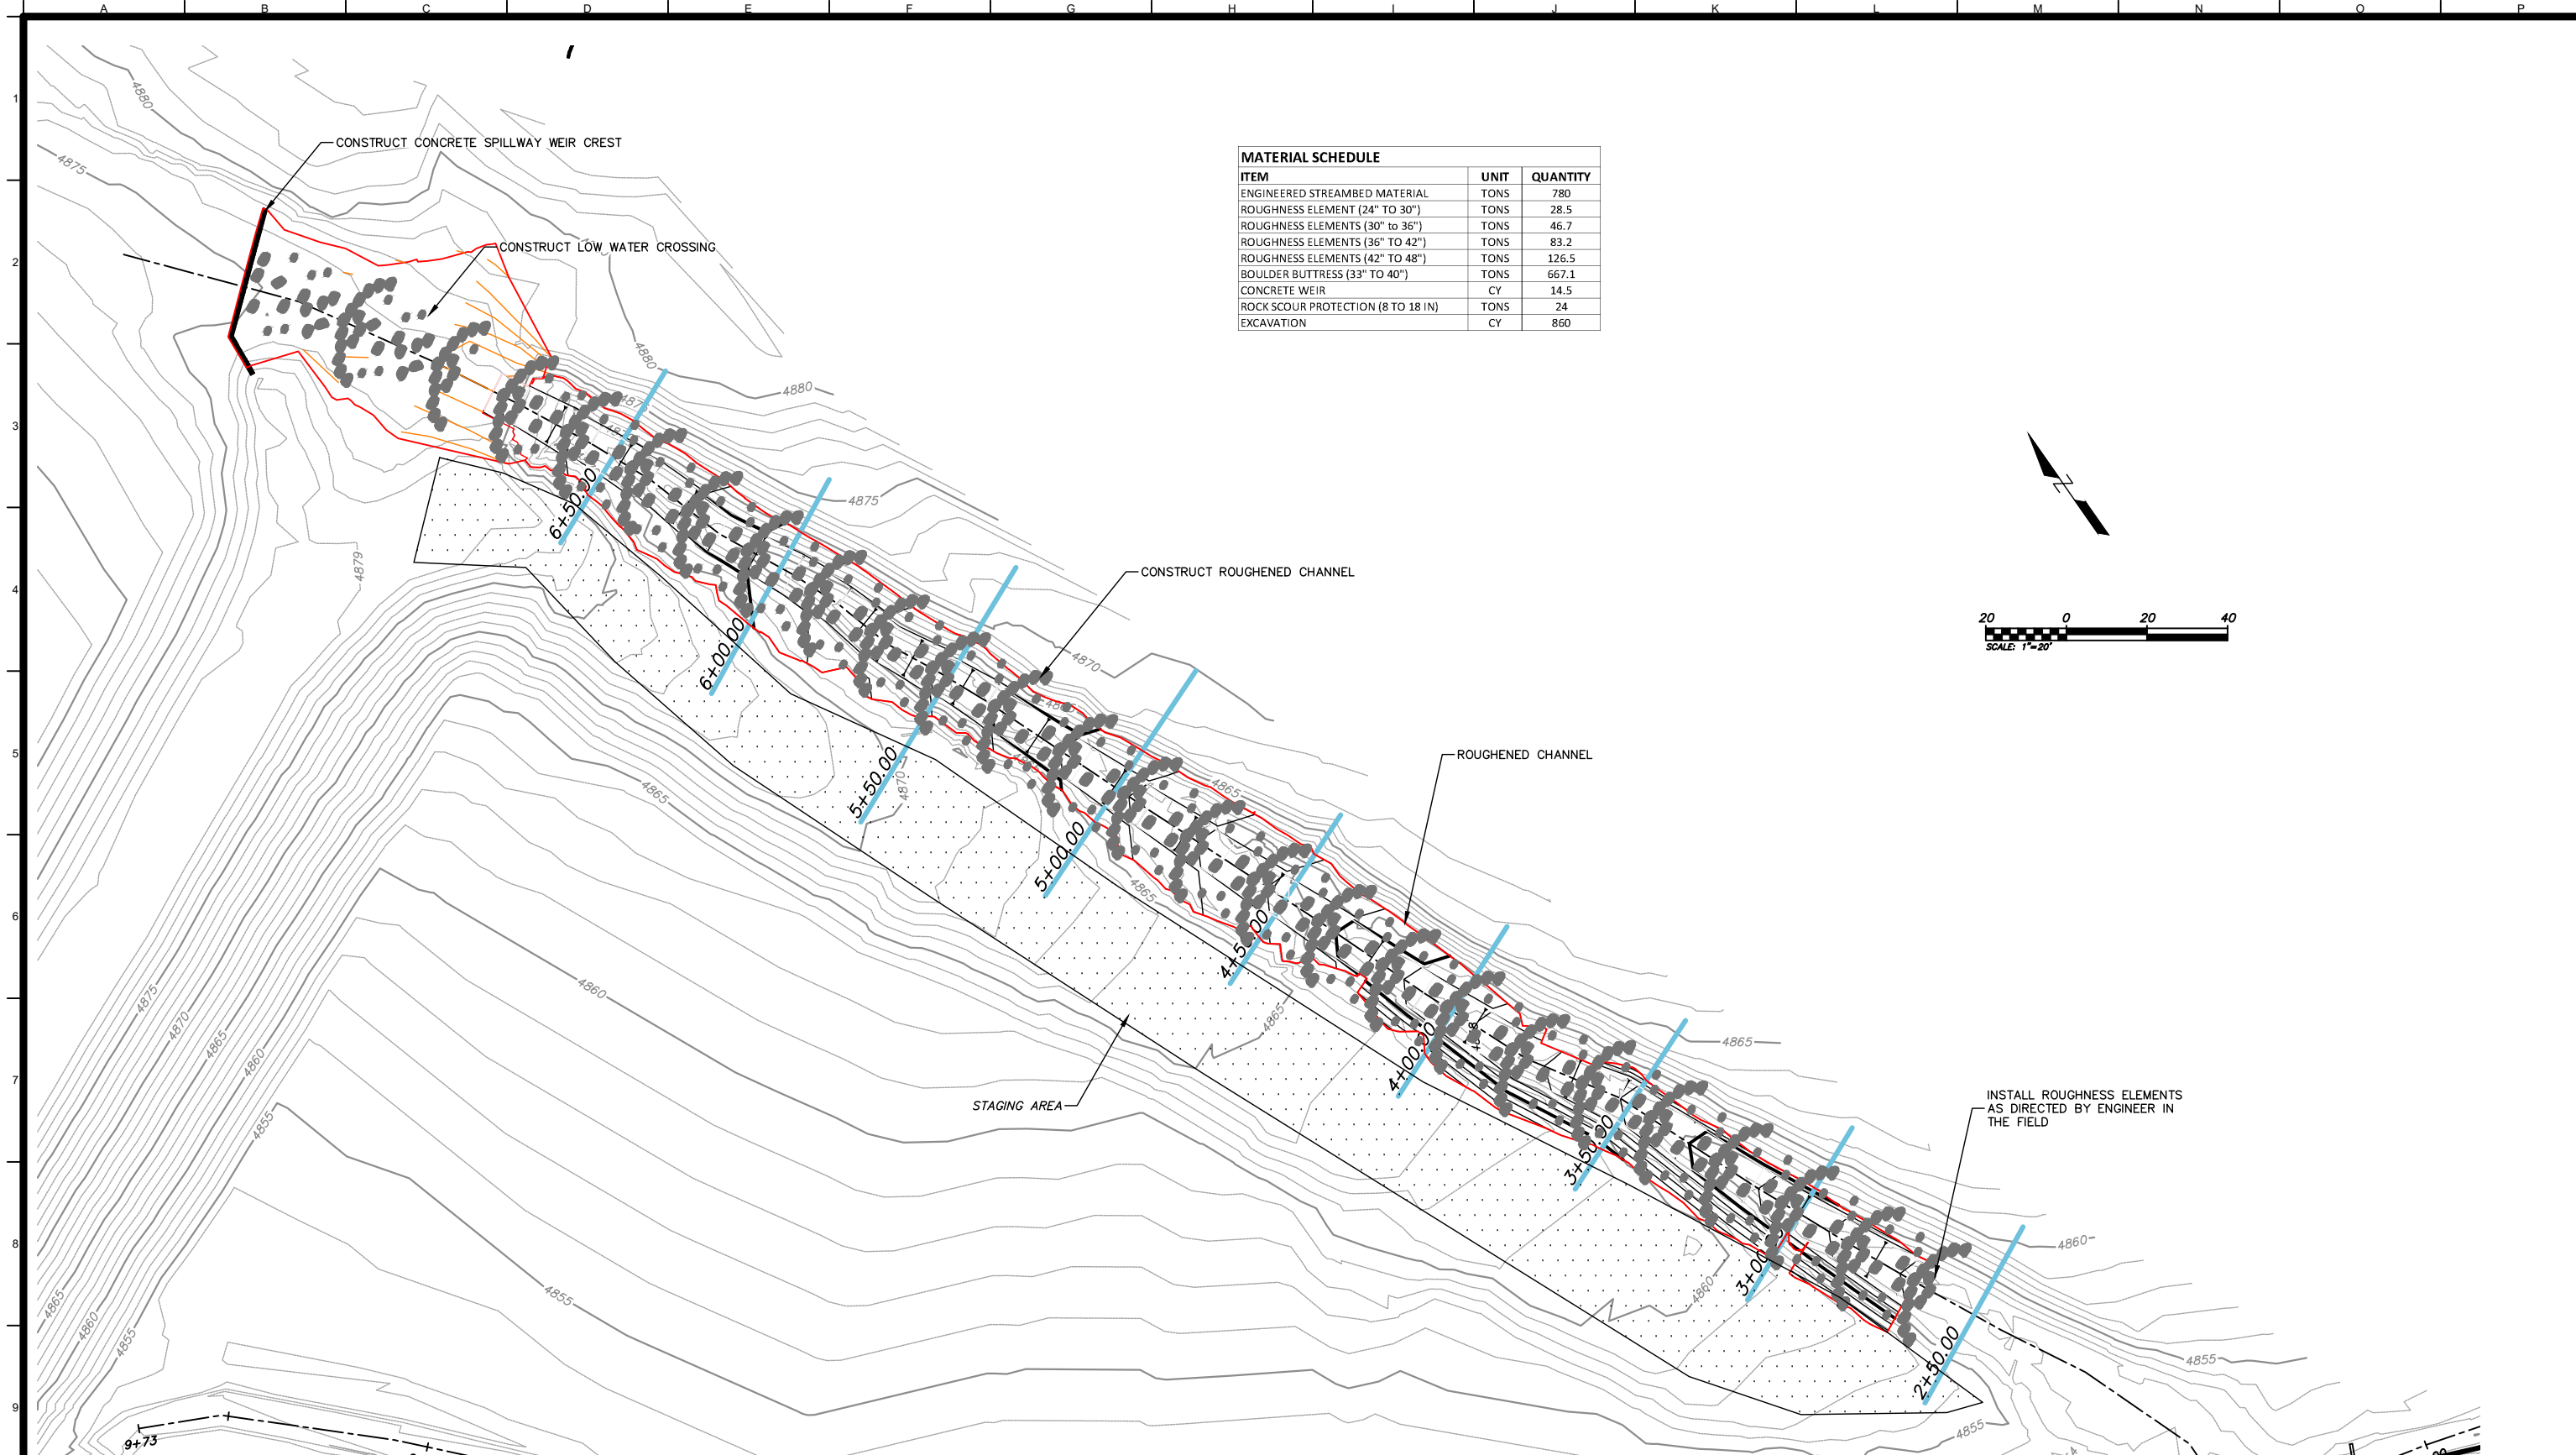 A B C D E F G H I J K L M N O P
1
4880
CONSTRUCT CONCRETE SPILLWAY WEIR CREST
4875
MATERIAL SCHEDULE
ITEM UNIT QUANTITY
ENGINEERED STREAMBED MATERIAL TONS 780
ROUGHNESS ELEMENT (24" TO 30") TONS 28.5
ROUGHNESS ELEMENTS (30" to 36") TONS 46.7
ROUGHNESS ELEMENTS (36" TO 42") TONS 83.2
ROUGHNESS ELEMENTS (42" TO 48") TONS 126.5
BOULDER BUTTRESS (33" TO 40") TONS 667.1
CONCRETE WEIR CY 14.5
ROCK SCOUR PROTECTION (8 TO 18 IN) TONS 24
EXCAVATION CY 860
2
CONSTRUCT LOW WATER CROSSING
4880
4880
3
4875
6+50.00
4879
CONSTRUCT ROUGHENED CHANNEL
4
20 0 20 40
SCALE: 1"=20'
6+00.00
4870
5
ROUGHENED CHANNEL
5+50.00
4870
4865
4865
5+00.00
4865
6
4860
4865
4875
4870
4865
4860
4865
7
4+00.00
STAGING AREA
INSTALL ROUGHNESS ELEMENTS
AS DIRECTED BY ENGINEER IN
THE FIELD
4855
3+50.00
8
4860
4860
4855
4865
4860
4855
4855
2+50.00
9
4855
9+73